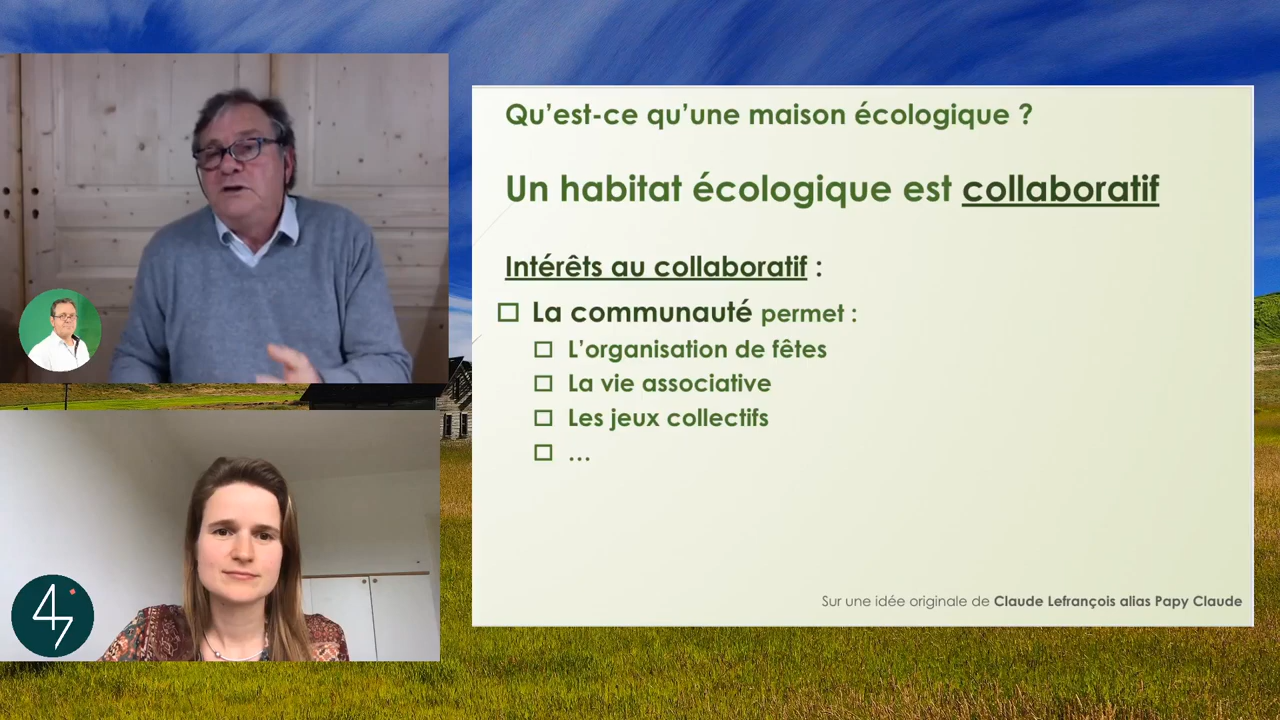 Qu'est-ce qu'une maison écologique ?
Un habitat écologique est collaboratif
Intérêts au collaboratif :
La communauté permet :
L'organisation de fêtes
La vie associative
Les jeux collectifs
…
Sur une idée originale de Claude Lefrançois alias Papy Claude
47